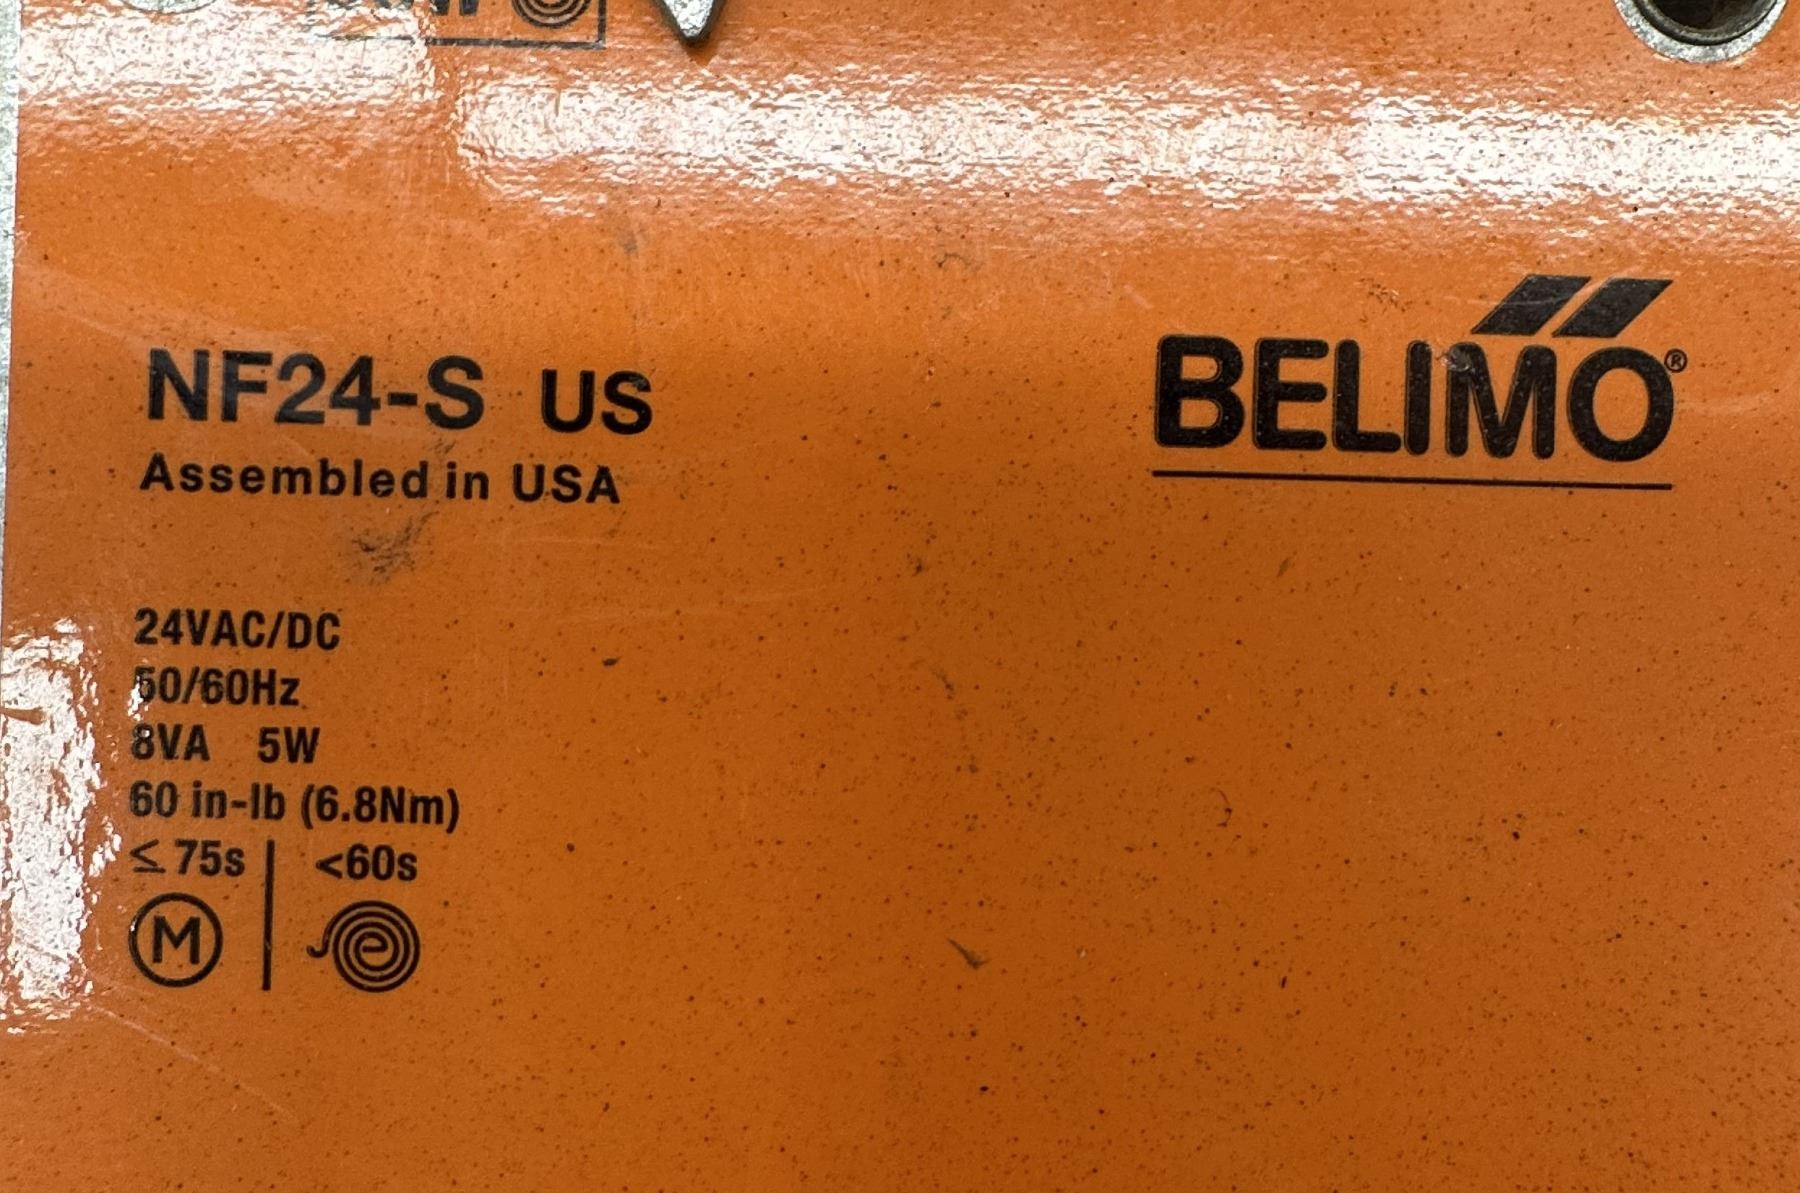 NF24-S US
BELIMO®
Assembled in USA
24VAC/DC
50/60Hz
8VA 5W
60 in-lb (6.8Nm)
≤ 75s <60s
M